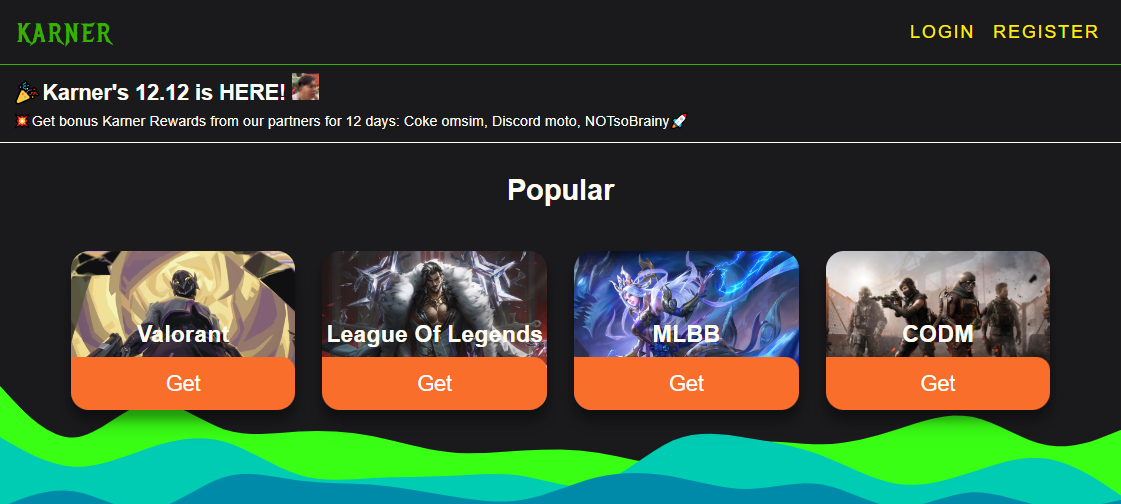 KARNER
LOGIN REGISTER
🎉 Karner's 12.12 is HERE!
💥Get bonus Karner Rewards from our partners for 12 days: Coke omsim, Discord moto, NOTsoBrainy🚀
Popular
Valorant
Get
League Of Legends
Get
MLBB
Get
CODM
Get